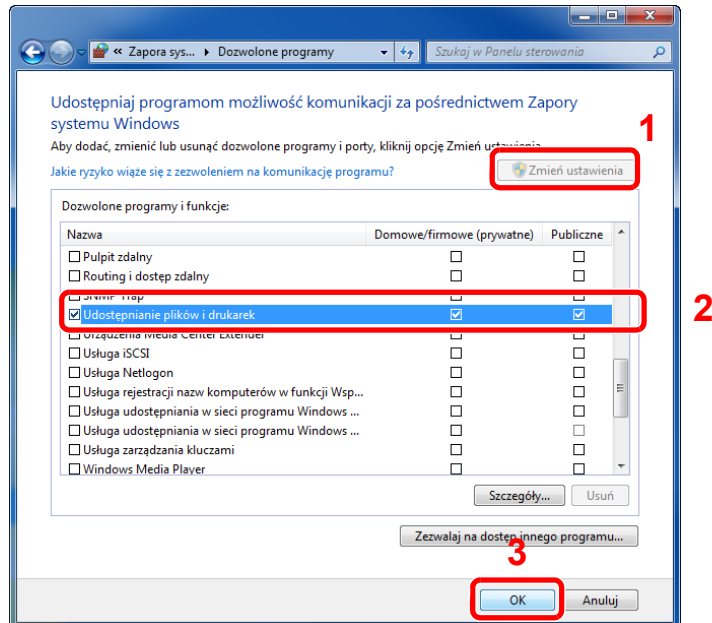 « Zapora sys... Dozwolone programy Szukaj w Panelu sterowania
Udostępniaj programom możliwość komunikacji za pośrednictwem Zapory
systemu Windows
1
Aby dodać, zmienić lub usunąć dozwolone programy i porty, kliknij opcję Zmień ustawienia.
Jakie ryzyko wiąże się z zezwoleniem na komunikację programu?
Zmień ustawienia
Dozwolone programy i funkcje:
Nazwa Domowe/firmowe (prywatne) Publiczne
Pulpit zdalny
Routing i dostęp zdalny
SNMP Trap
Udostępnianie plików i drukarek
2
Urządzenia Media Center Extender
Usługa iSCSI
Usługa Netlogon
Usługa rejestracji nazw komputerów w funkcji Wsp...
Usługa udostępniania w sieci programu Windows ...
Usługa udostępniania w sieci programu Windows ...
Usługa zarządzania kluczami
Windows Media Player
Szczegóły... Usuń
Zezwalaj na dostęp innego programu...
3
OK Anuluj